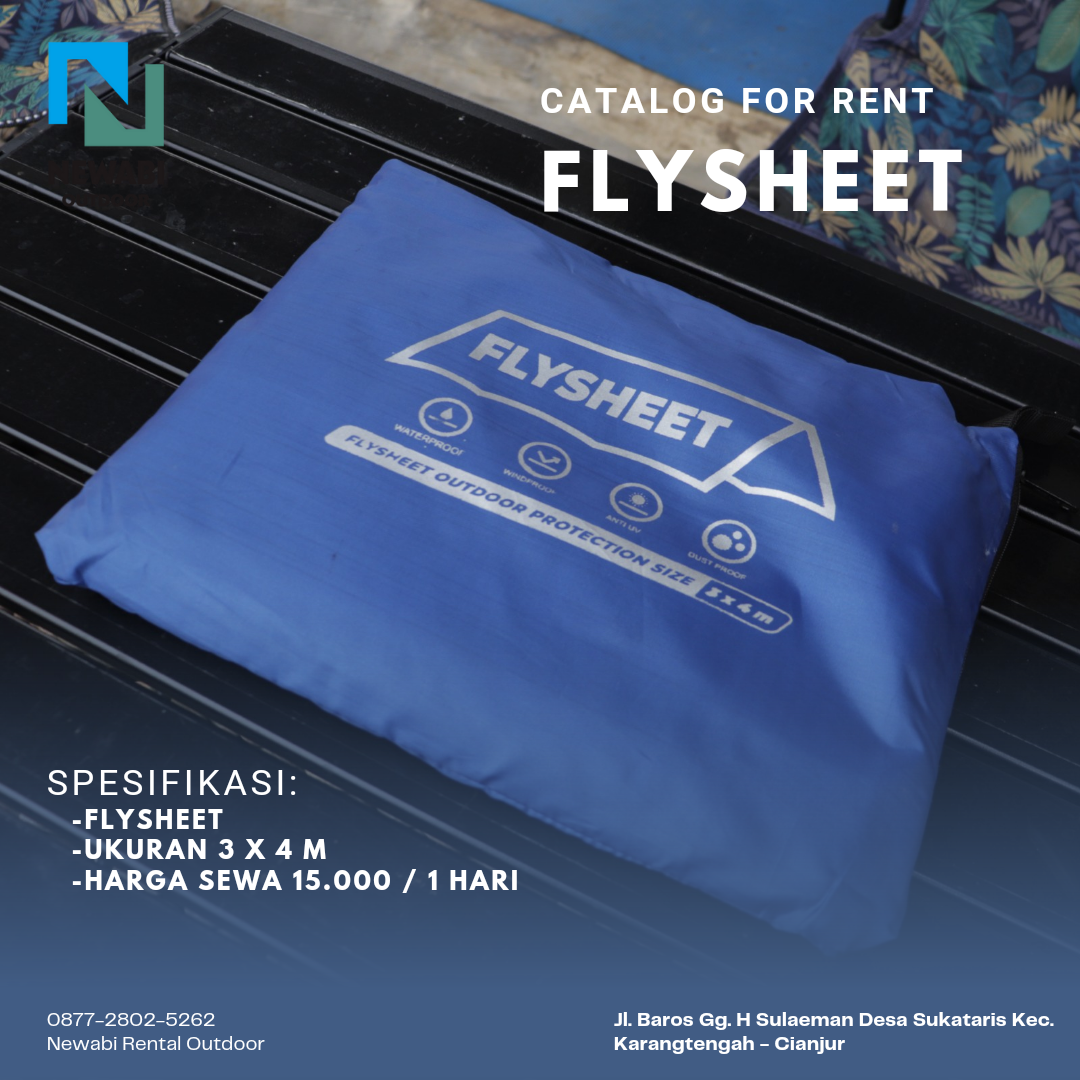 CATALOG FOR RENT
FLYSHEET
FLYSHEET
WATERPROOF
WINDPROOF
ANTI UV
DUST PROOF
FLYSHEET OUTDOOR PROTECTION SIZE 3 x 4 m
SPESIFIKASI:
-FLYSHEET
-UKURAN 3 X 4 M
-HARGA SEWA 15.000 / 1 HARI
0877-2802-5262
Newabi Rental Outdoor
Jl. Baros Gg. H Sulaeman Desa Sukataris Kec.
Karangtengah - Cianjur